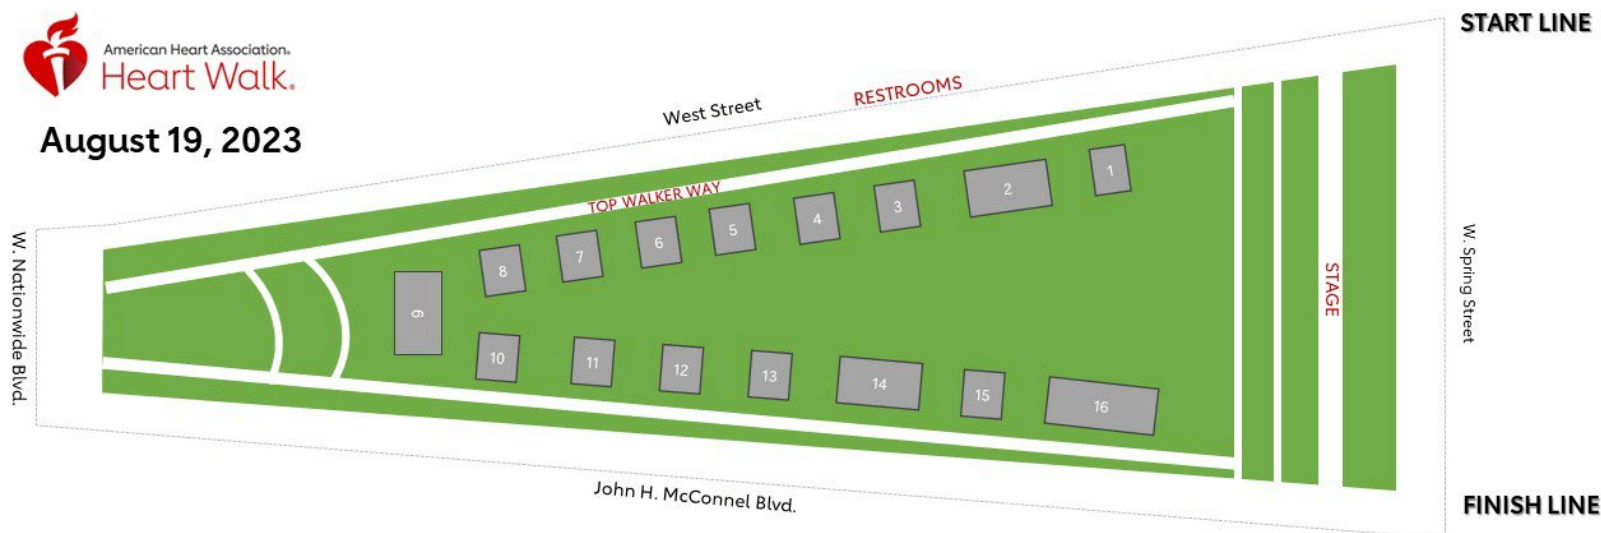 American Heart Association®
Heart Walk®
August 19, 2023
START LINE
RESTROOMS
West Street
TOP WALKER WAY
1
2
3
4
5
6
7
8
9
10
11
12
13
14
15
16
W. Nationwide Blvd.
STAGE
W. Spring Street
John H. McConnel Blvd.
FINISH LINE